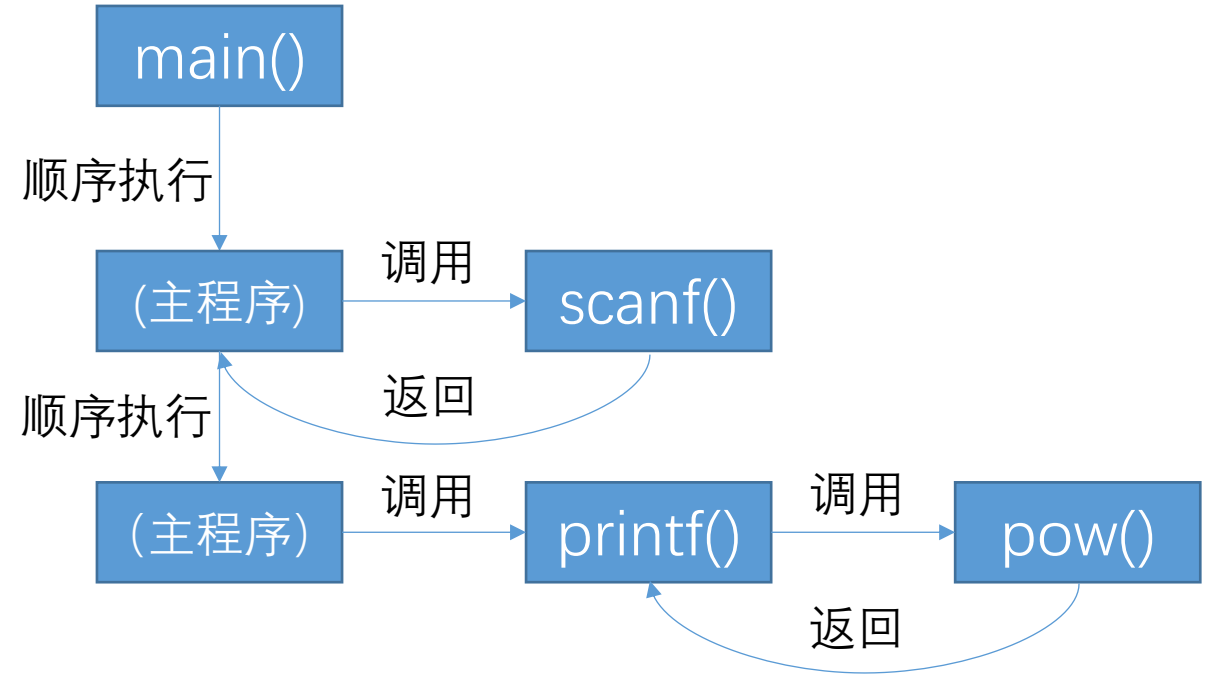 main()
顺序执行
(主程序)
调用
scanf()
返回
顺序执行
(主程序)
调用
printf()
调用
pow()
返回